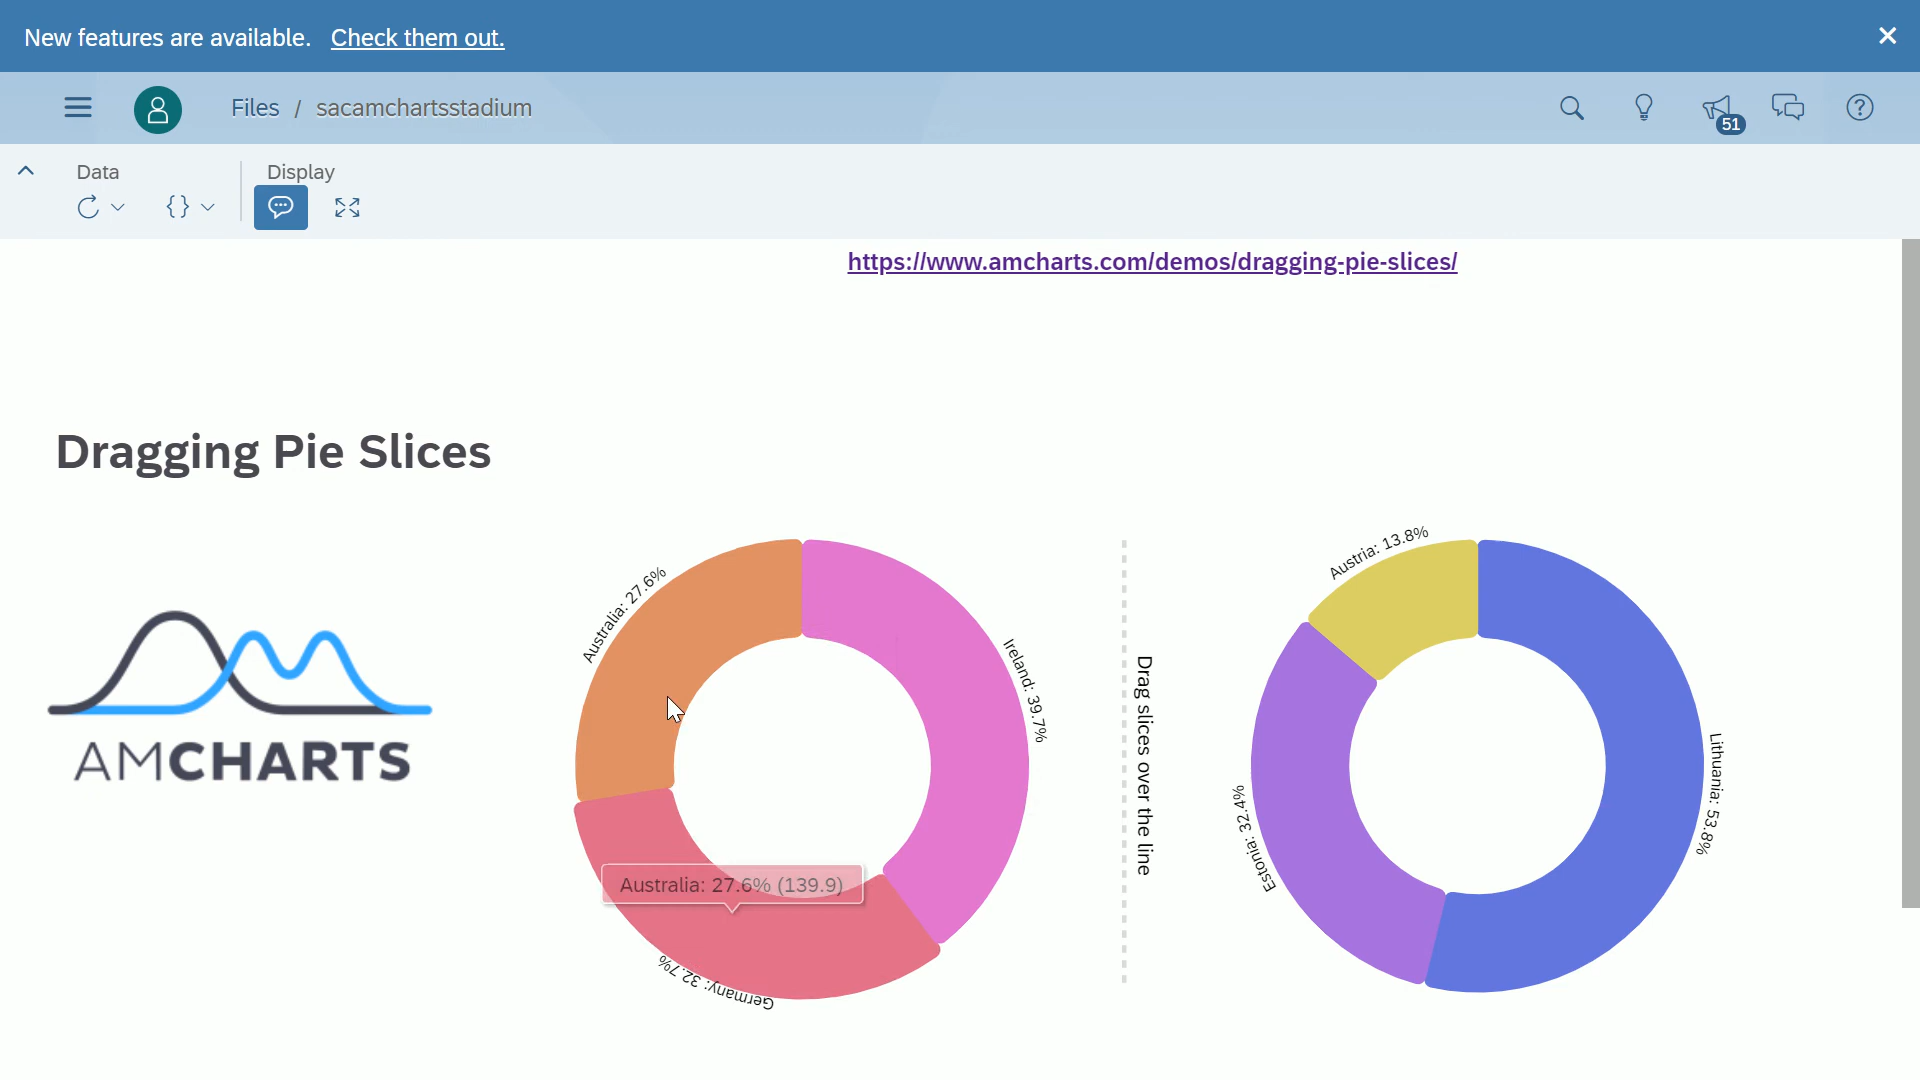 New features are available. Check them out.
Files / sacamchartsstadium
51
Data
Display
https://www.amcharts.com/demos/dragging-pie-slices/
Dragging Pie Slices
AMCHARTS
Australia: 27.6%
Ireland: 39.7%
Germany: 32.7%
Australia: 27.6% (139.9)
Drag slices over the line
Austria: 13.8%
Lithuania: 53.8%
Estonia: 32.4%